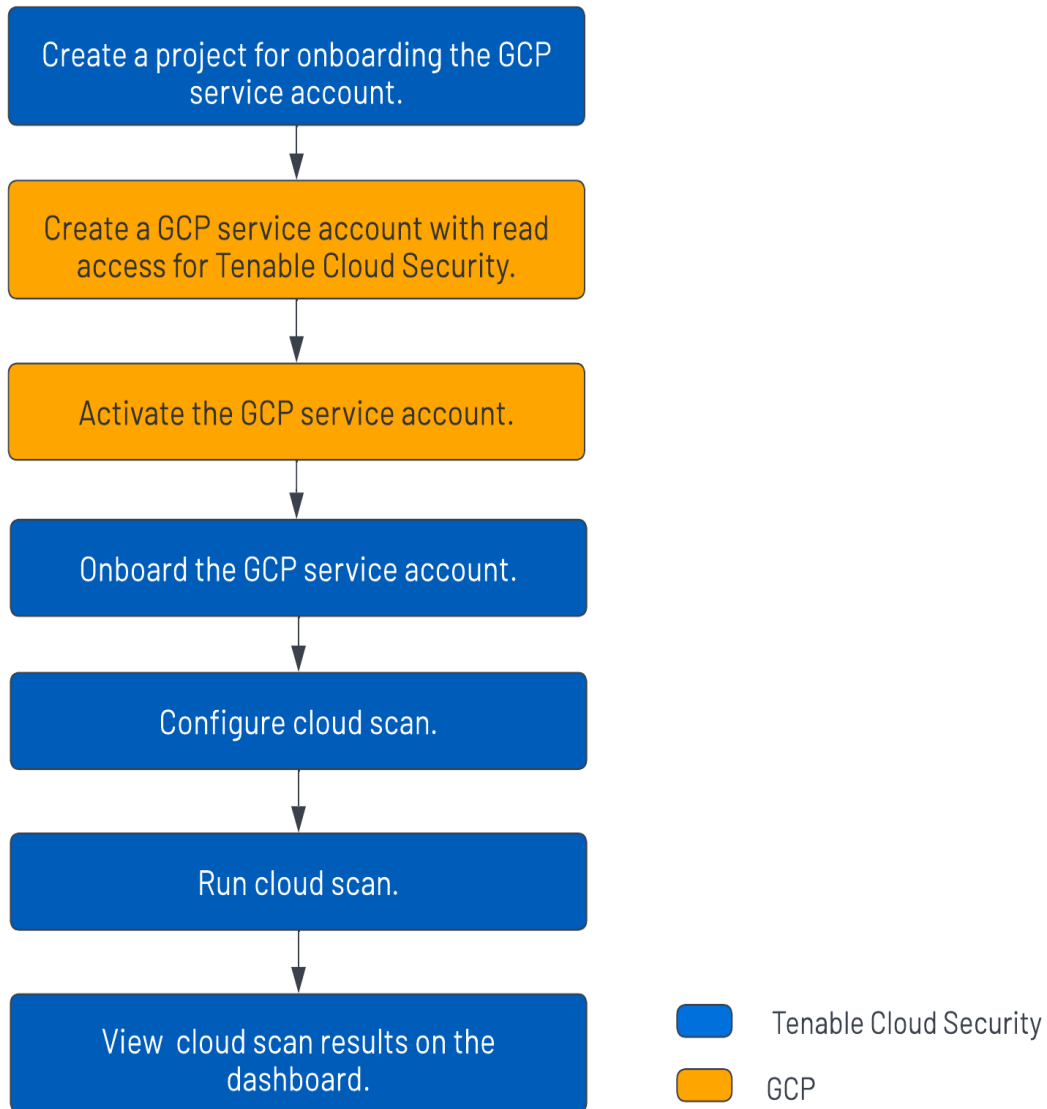 Create a project for onboarding the GCP
service account.
Create a GCP service account with read
access for Tenable Cloud Security.
Activate the GCP service account.
Onboard the GCP service account.
Configure cloud scan.
Run cloud scan.
View  cloud scan results on the
dashboard.
Tenable Cloud Security
GCP